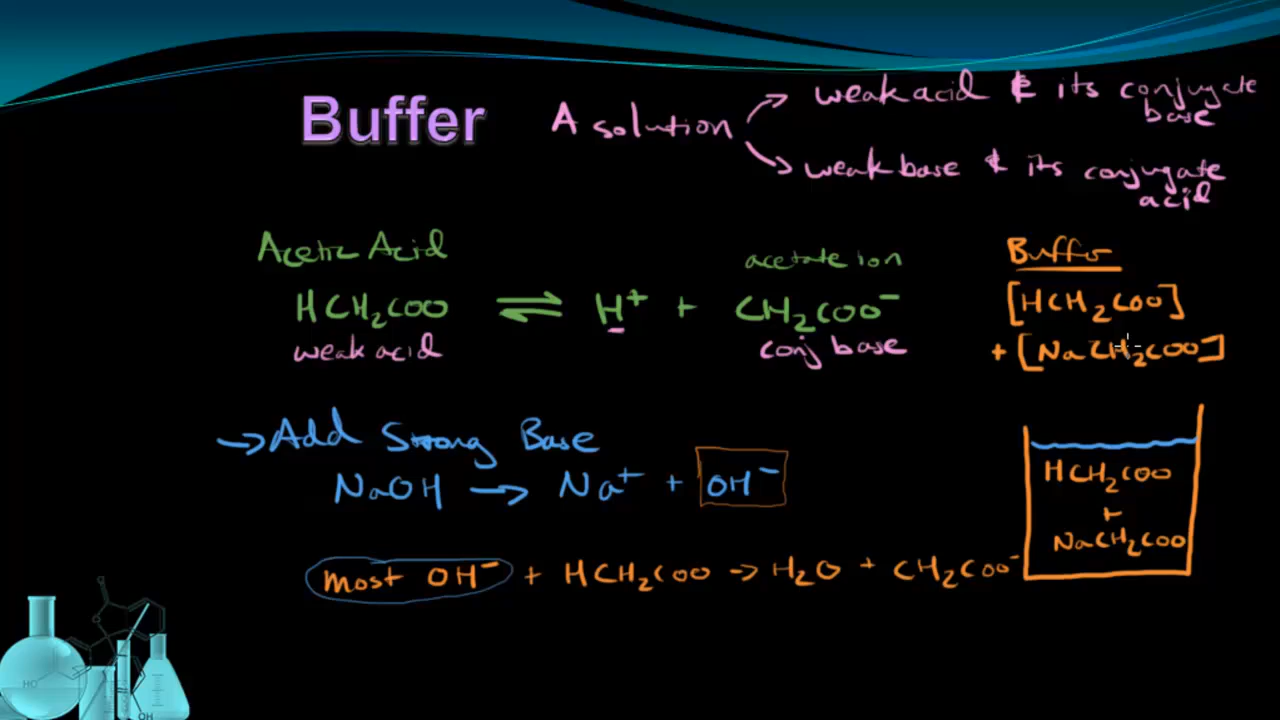 Buffer A solution → weak acid & its conjugate base
→ weak base & its conjugate acid
Acetic Acid acetate ion Buffer
HCH₂COO ⇌ H⁺ + CH₂COO⁻ [HCH₂COO]
weak acid conj base + [NaCH₂COO]
→ Add Strong Base
NaOH → Na⁺ + OH⁻
HCH₂COO
+
NaCH₂COO
most OH⁻ + HCH₂COO → H₂O + CH₂COO⁻
HO
OH